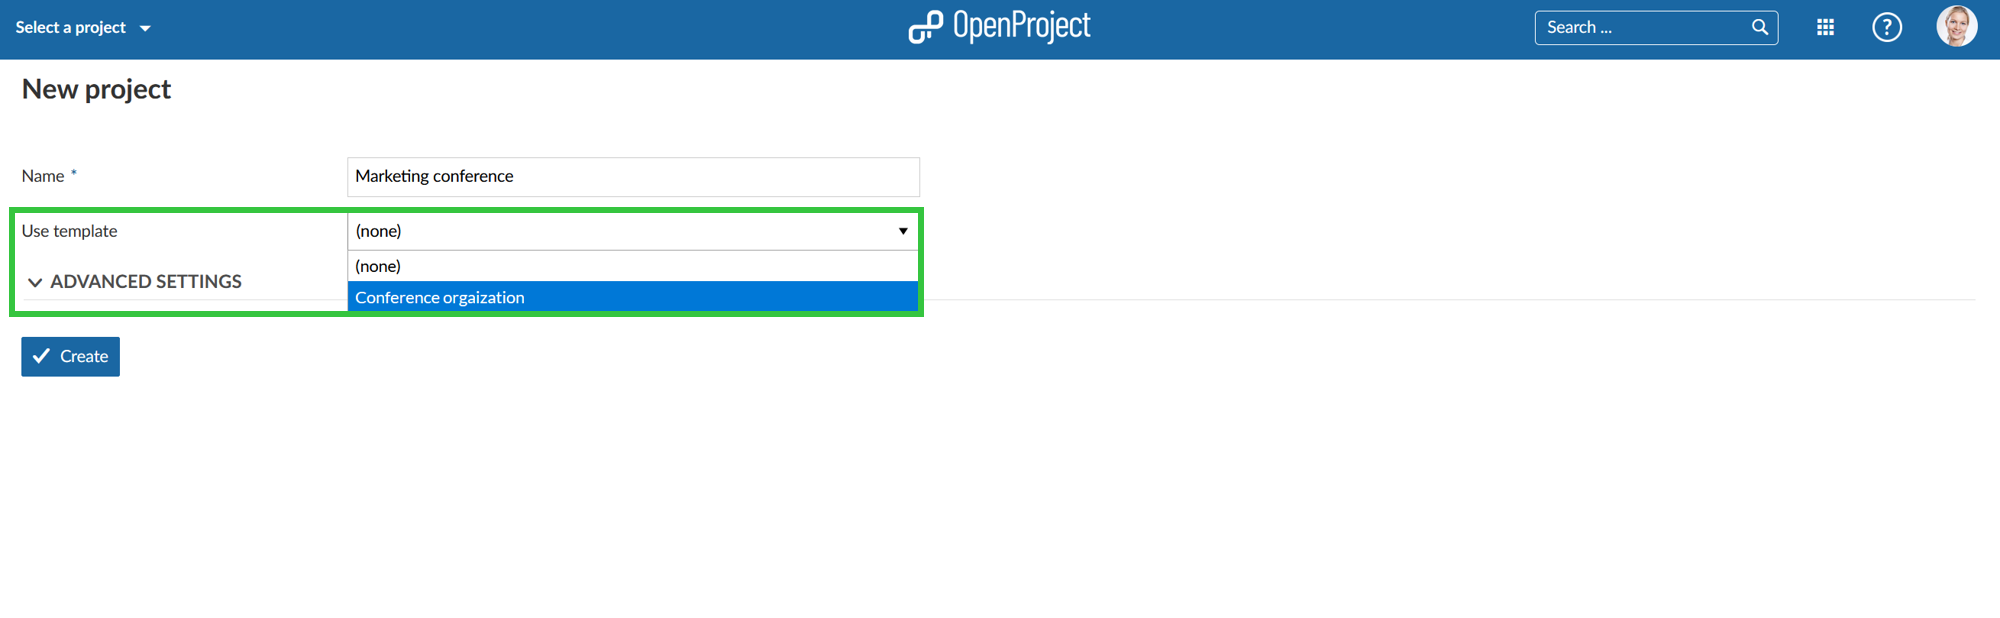 Select a project
OpenProject
Search ...
?
New project
Name *
Marketing conference
Use template
(none)
(none)
ADVANCED SETTINGS
Conference orgaization
Create